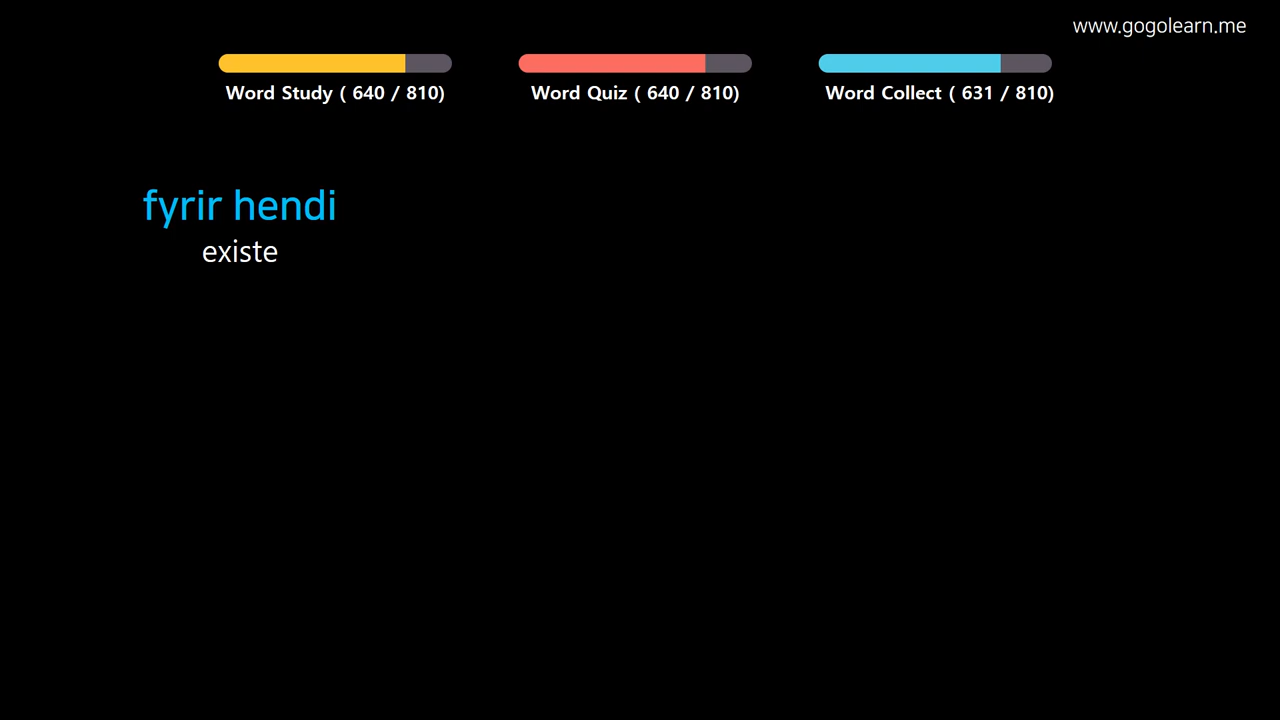 www.gogolearn.me
Word Study ( 640 / 810)
Word Quiz ( 640 / 810)
Word Collect ( 631 / 810)
fyrir hendi
existe